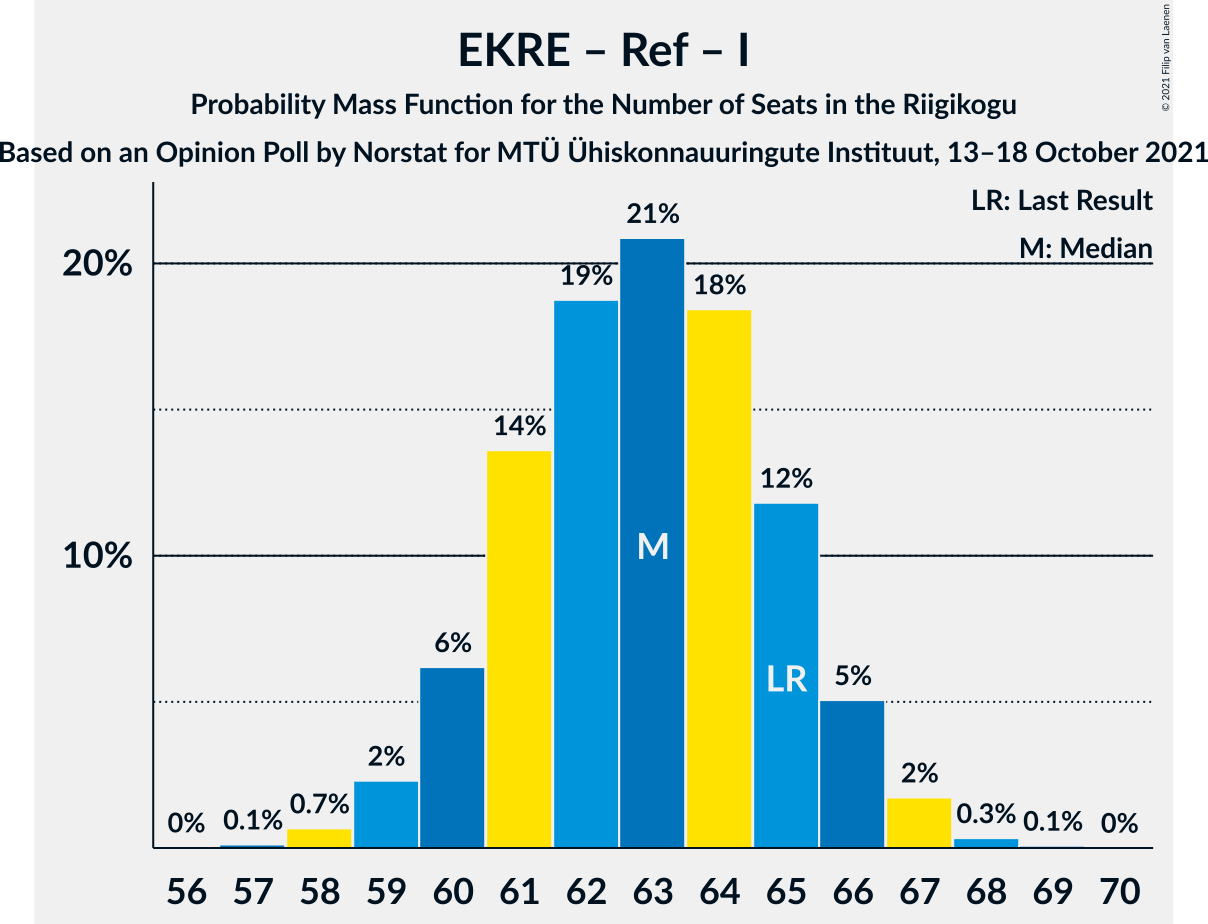 EKRE – Ref – I
Probability Mass Function for the Number of Seats in the Riigikogu
Based on an Opinion Poll by Norstat for MTÜ Ühiskonnauuringute Instituut, 13–18 October 2021
© 2021 Filip van Laenen
LR: Last Result
M: Median
20%
10%
0%
0.1%
0.7%
2%
6%
14%
19%
21%
18%
12%
5%
2%
0.3%
0.1%
0%
M
LR
56 57 58 59 60 61 62 63 64 65 66 67 68 69 70